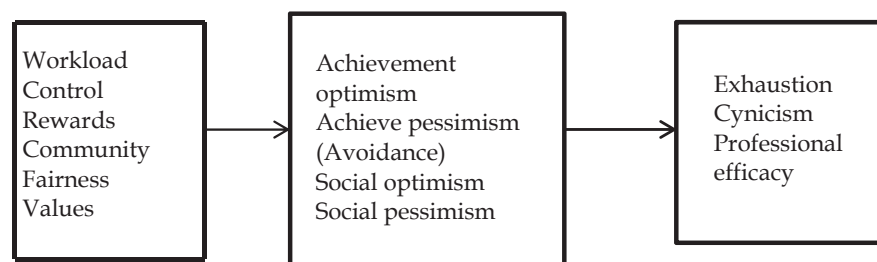 Workload
Control
Rewards
Community
Fairness
Values
Achievement
optimism
Achieve pessimism
(Avoidance)
Social optimism
Social pessimism
Exhaustion
Cynicism
Professional
efficacy